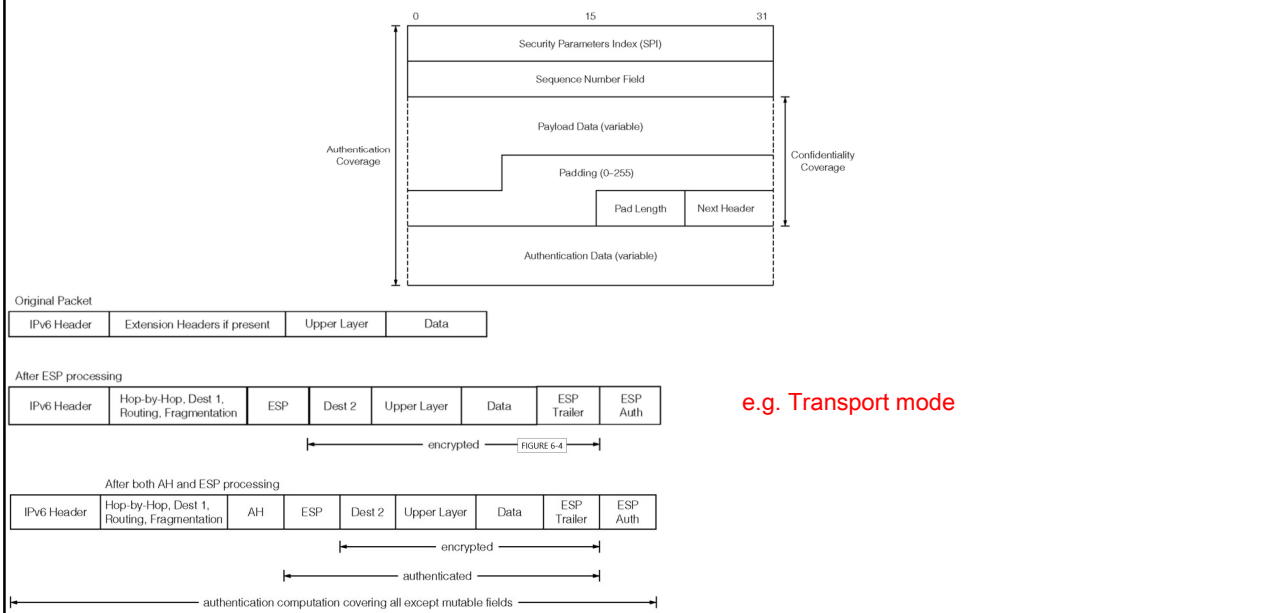 0 15 31
Security Parameters Index (SPI)
Sequence Number Field
Payload Data (variable)
Authentication
Coverage
Confidentiality
Coverage
Padding (0–255)
Pad Length Next Header
Authentication Data (variable)
Original Packet
IPv6 Header Extension Headers if present Upper Layer Data
After ESP processing
IPv6 Header Hop-by-Hop, Dest 1, Routing, Fragmentation ESP Dest 2 Upper Layer Data ESP Trailer ESP Auth
e.g. Transport mode
encrypted FIGURE 6-4
After both AH and ESP processing
IPv6 Header Hop-by-Hop, Dest 1, Routing, Fragmentation AH ESP Dest 2 Upper Layer Data ESP Trailer ESP Auth
encrypted
authenticated
authentication computation covering all except mutable fields